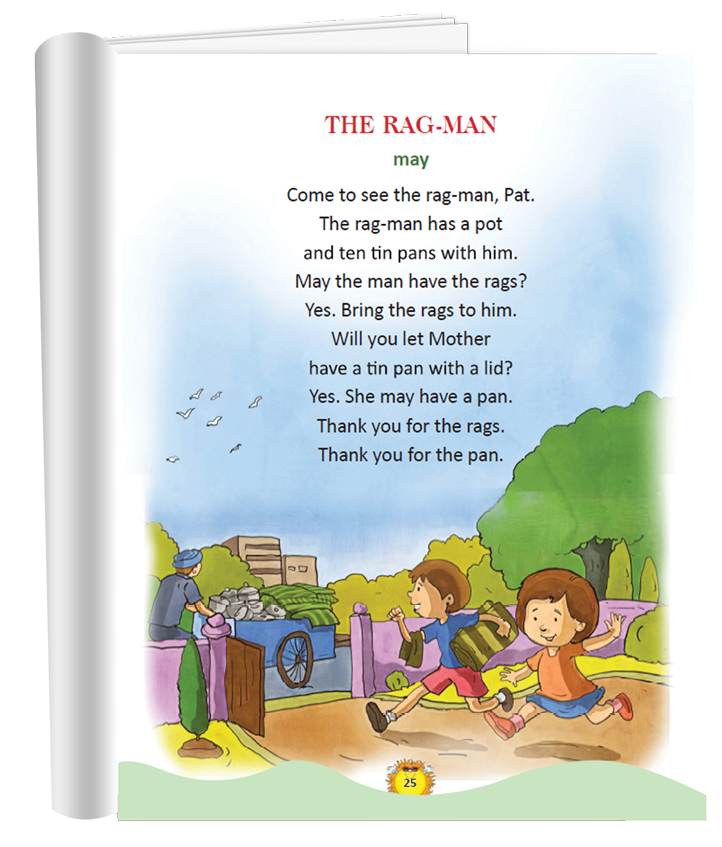 THE RAG-MAN
may
Come to see the rag-man, Pat.
The rag-man has a pot
and ten tin pans with him.
May the man have the rags?
Yes. Bring the rags to him.
Will you let Mother
have a tin pan with a lid?
Yes. She may have a pan.
Thank you for the rags.
Thank you for the pan.
25